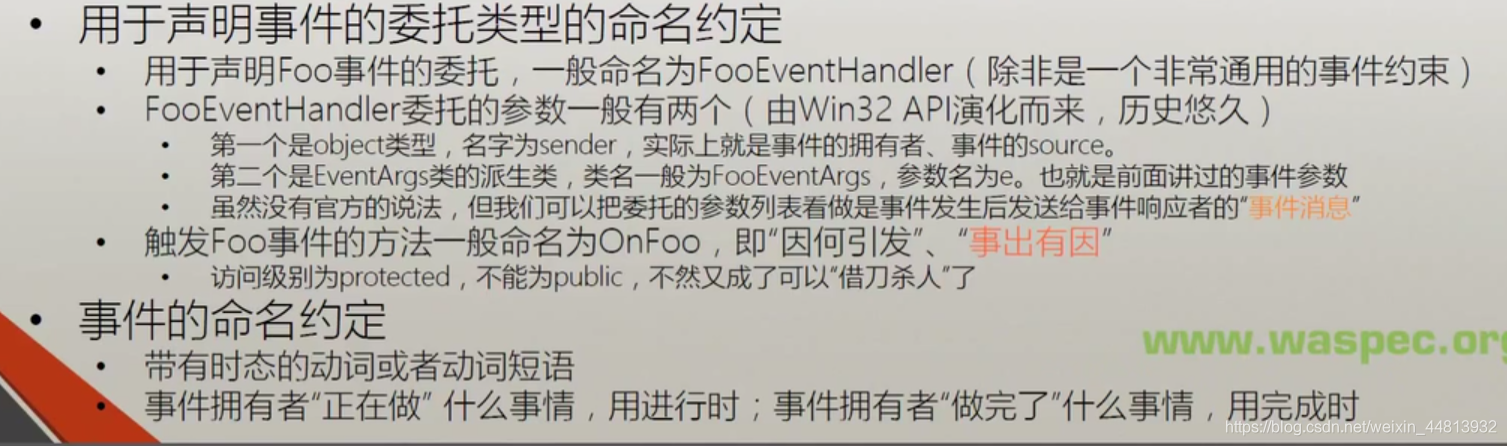 • 用于声明事件的委托类型的命名约定
• 用于声明Foo事件的委托，一般命名为FooEventHandler（除非是一个非常通用的事件约束）
• FooEventHandler委托的参数一般有两个（由Win32 API演化而来，历史悠久）
• 第一个是object类型，名字为sender，实际上就是事件的拥有者、事件的source。
• 第二个是EventArgs类的派生类，类名一般为FooEventArgs，参数名为e。也就是前面讲过的事件参数
• 虽然没有官方的说法，但我们可以把委托的参数列表看做是事件发生后发送给事件响应者的“事件消息”
• 触发Foo事件的方法一般命名为OnFoo，即“因何引发”、“事出有因”
• 访问级别为protected，不能为public，不然又成了可以“借刀杀人”了
• 事件的命名约定
www.waspec.org
• 带有时态的动词或者动词短语
• 事件拥有者“正在做” 什么事情，用进行时；事件拥有者“做完了”什么事情，用完成时
https://blog.csdn.net/weixin_44813932